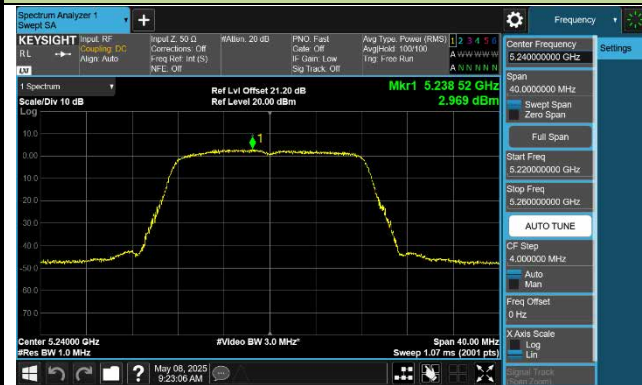 Spectrum Analyzer 1
Swept SA
+
Frequency
KEYSIGHT
RL
LXI
Input: RF
Coupling: DC
Align: Auto
Input Z: 50 Ω
Corrections: Off
Freq Ref: Int (S)
NFE: Off
#Atten: 20 dB
PNO: Fast
Gate: Off
IF Gain: Low
Sig Track: Off
Avg Type: Power (RMS)
Avg|Hold: 100/100
Trig: Free Run
1 2 3 4 5 6
A W W W W W
A N N N N N
1 Spectrum
Scale/Div 10 dB
Log
Ref Lvl Offset 21.20 dB
Ref Level 20.00 dBm
Mkr1 5.238 52 GHz
2.969 dBm
1
10.0
0.00
-10.0
-20.0
-30.0
-40.0
-50.0
-60.0
-70.0
Center 5.24000 GHz
#Res BW 1.0 MHz
#Video BW 3.0 MHz*
Span 40.00 MHz
Sweep 1.07 ms (2001 pts)
?
May 08, 2025
9:23:06 AM
Center Frequency
5.240000000 GHz
Span
40.0000000 MHz
Swept Span
Zero Span
Full Span
Start Freq
5.220000000 GHz
Stop Freq
5.260000000 GHz
AUTO TUNE
CF Step
4.000000 MHz
Auto
Man
Freq Offset
0 Hz
X Axis Scale
Log
Lin
Signal Track
(Span Zoom)
Settings